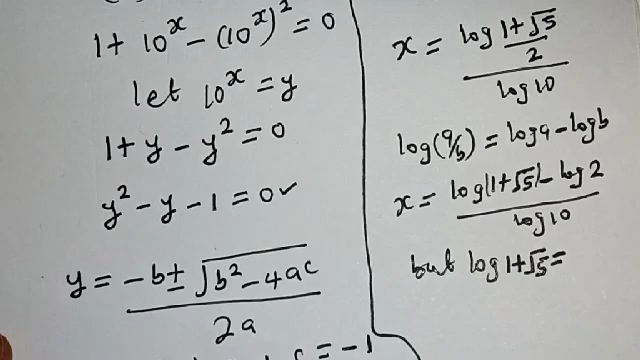 1 + 10^x - (10^x)^2 = 0
let 10^x = y
1 + y - y^2 = 0
y^2 - y - 1 = 0 ✓
y = (-b ± √(b^2 - 4ac)) / 2a
c = -1
x = (log (1+√5)/2) / log 10
log(a/b) = log a - log b
x = (log(1+√5) - log 2) / log 10
but log 1+√5 =